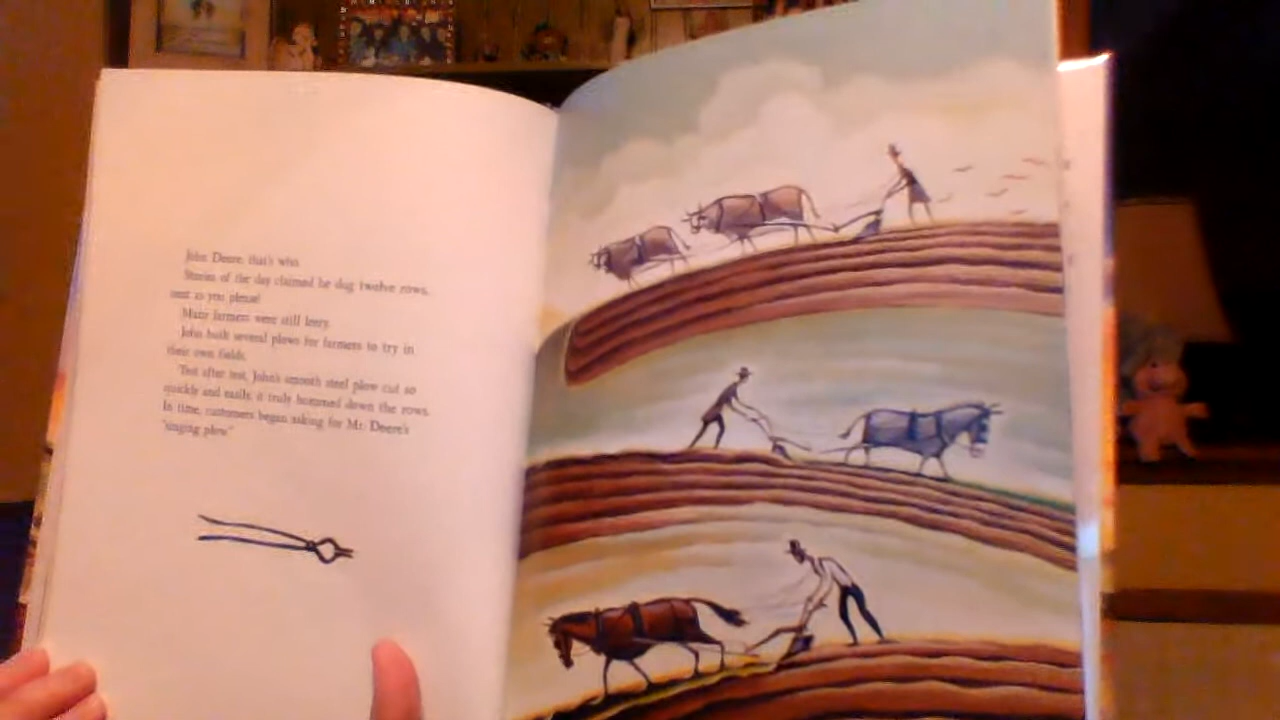 John Deere, that's who.
Stories of the day claimed he dug twelve rows,
neat as you please!
Many farmers were still leery.
John built several plows for farmers to try in
their own fields.
Test after test, John's smooth steel plow cut so
quickly and easily, it truly hummed down the rows.
In time, customers began asking for Mr. Deere's
"singing plow."